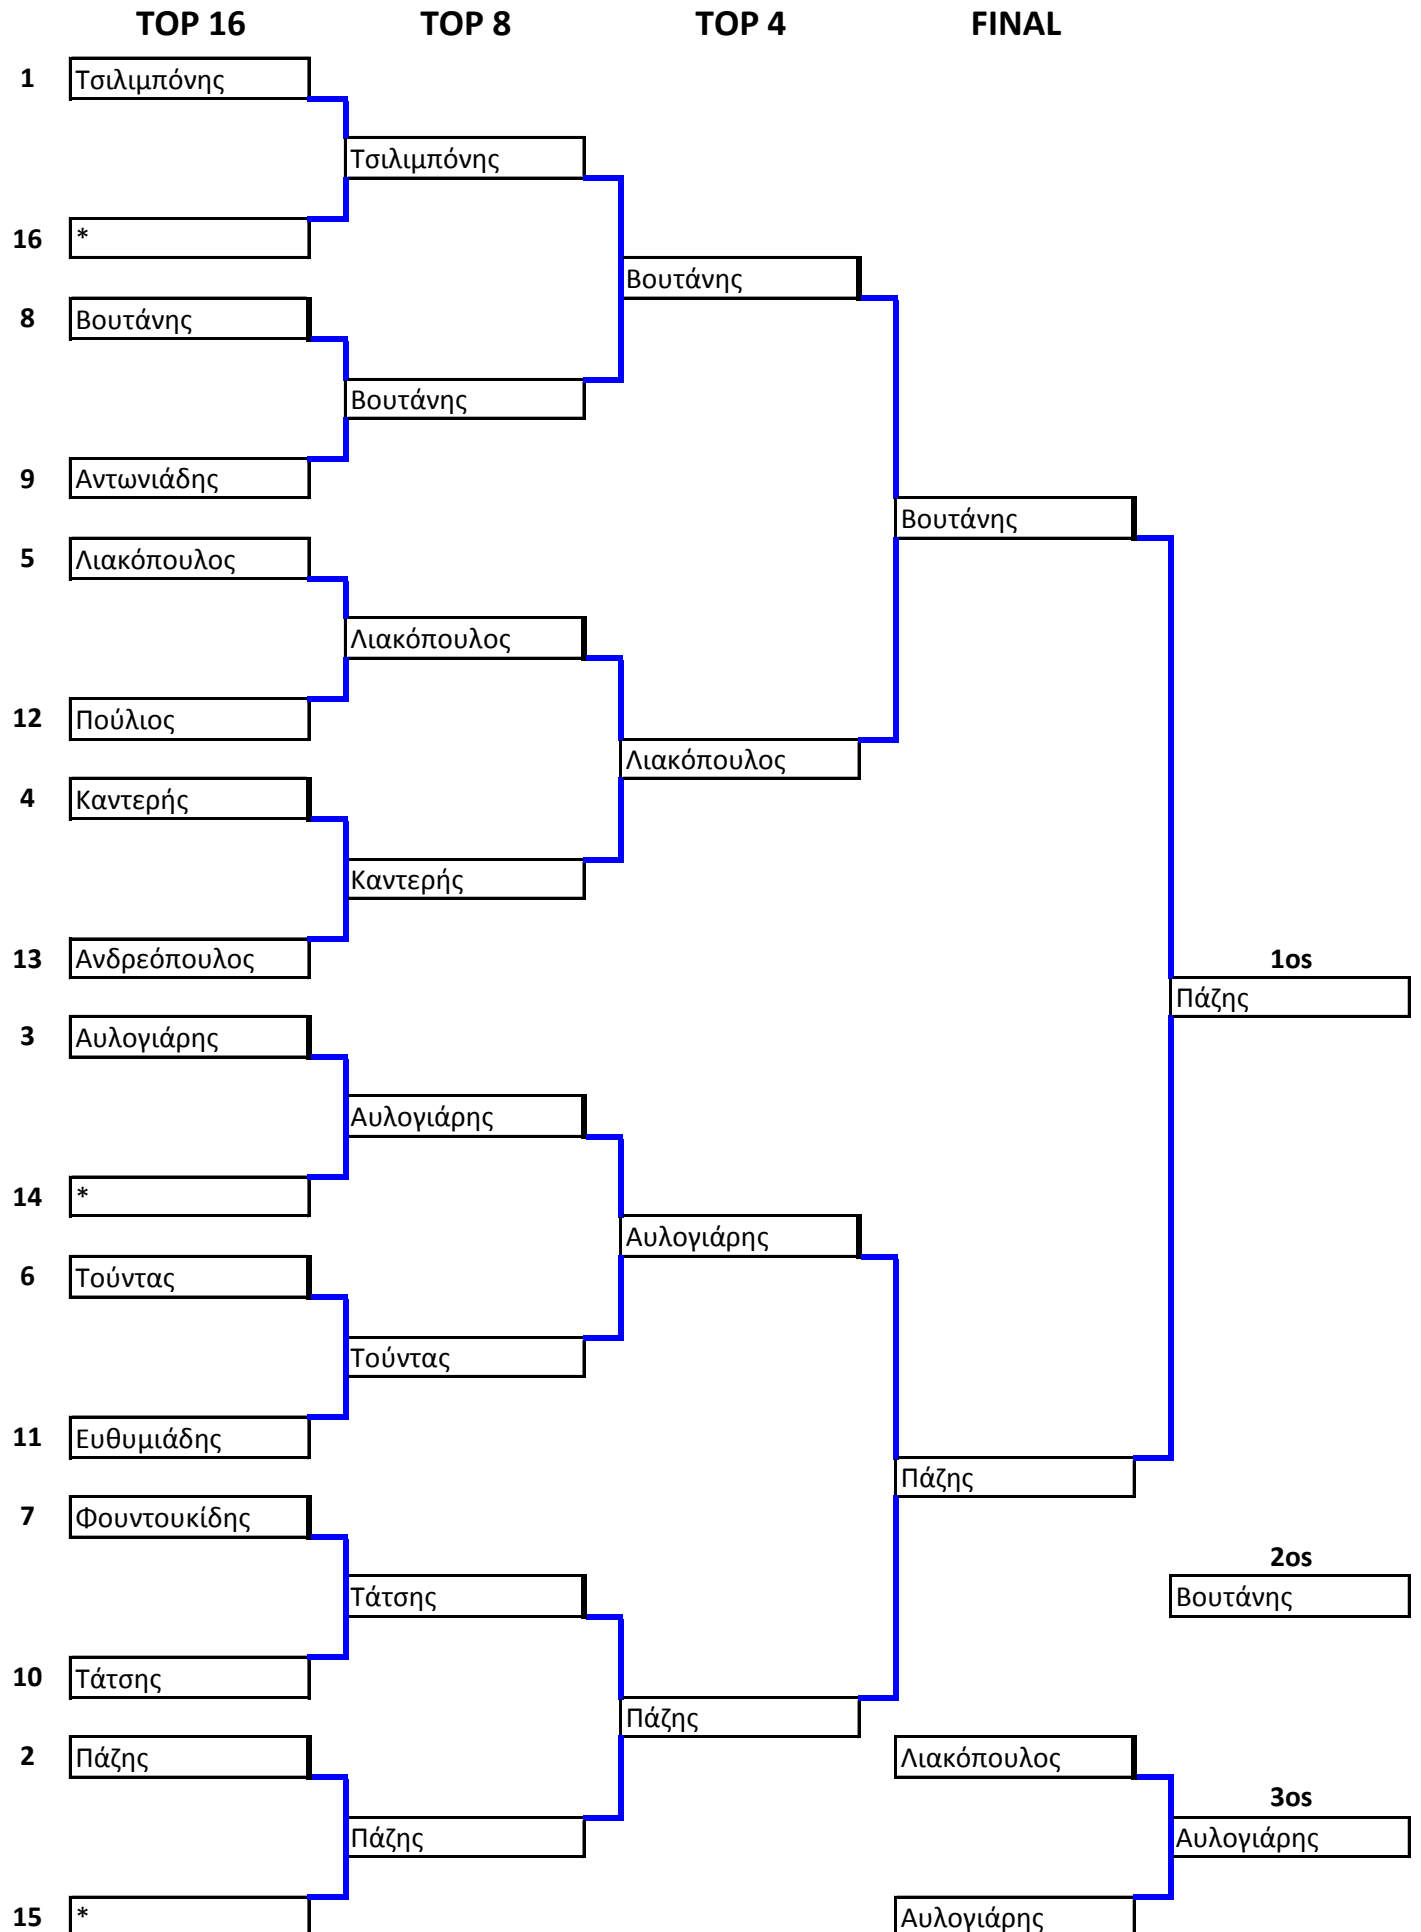 TOP 16 TOP 8 TOP 4 FINAL
1 Τσιλιμπόνης
Τσιλιμπόνης
16 *
Βουτάνης
8 Βουτάνης
Βουτάνης
9 Αντωνιάδης
Βουτάνης
5 Λιακόπουλος
Λιακόπουλος
12 Πούλιος
Λιακόπουλος
4 Καντερής
Καντερής
13 Ανδρεόπουλος 1os
Πάζης
3 Αυλογιάρης
Αυλογιάρης
14 *
Αυλογιάρης
6 Τούντας
Τούντας
11 Ευθυμιάδης
Πάζης
7 Φουντουκίδης
2os
Τάτσης Βουτάνης
10 Τάτσης
Πάζης
2 Πάζης Λιακόπουλος
3os
Πάζης Αυλογιάρης
15 * Αυλογιάρης